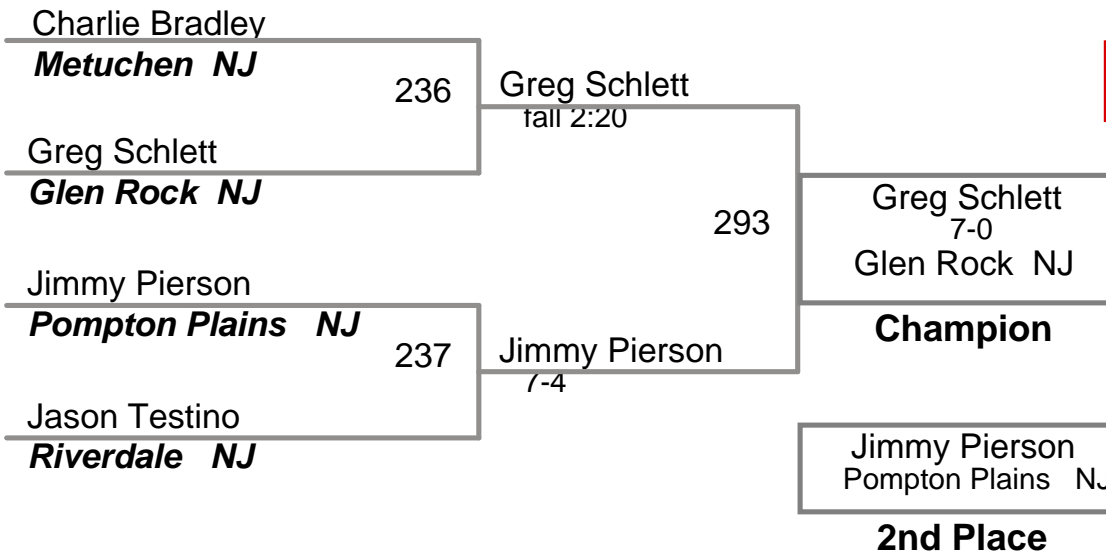 Charlie Bradley
Metuchen NJ
236
Greg Schlett
fall 2:20
Greg Schlett
Glen Rock NJ
293
Greg Schlett
7-0
Glen Rock NJ
Champion
Jimmy Pierson
Pompton Plains NJ
237
Jimmy Pierson
7-4
Jason Testino
Riverdale NJ
Jimmy Pierson
Pompton Plains NJ
2nd Place